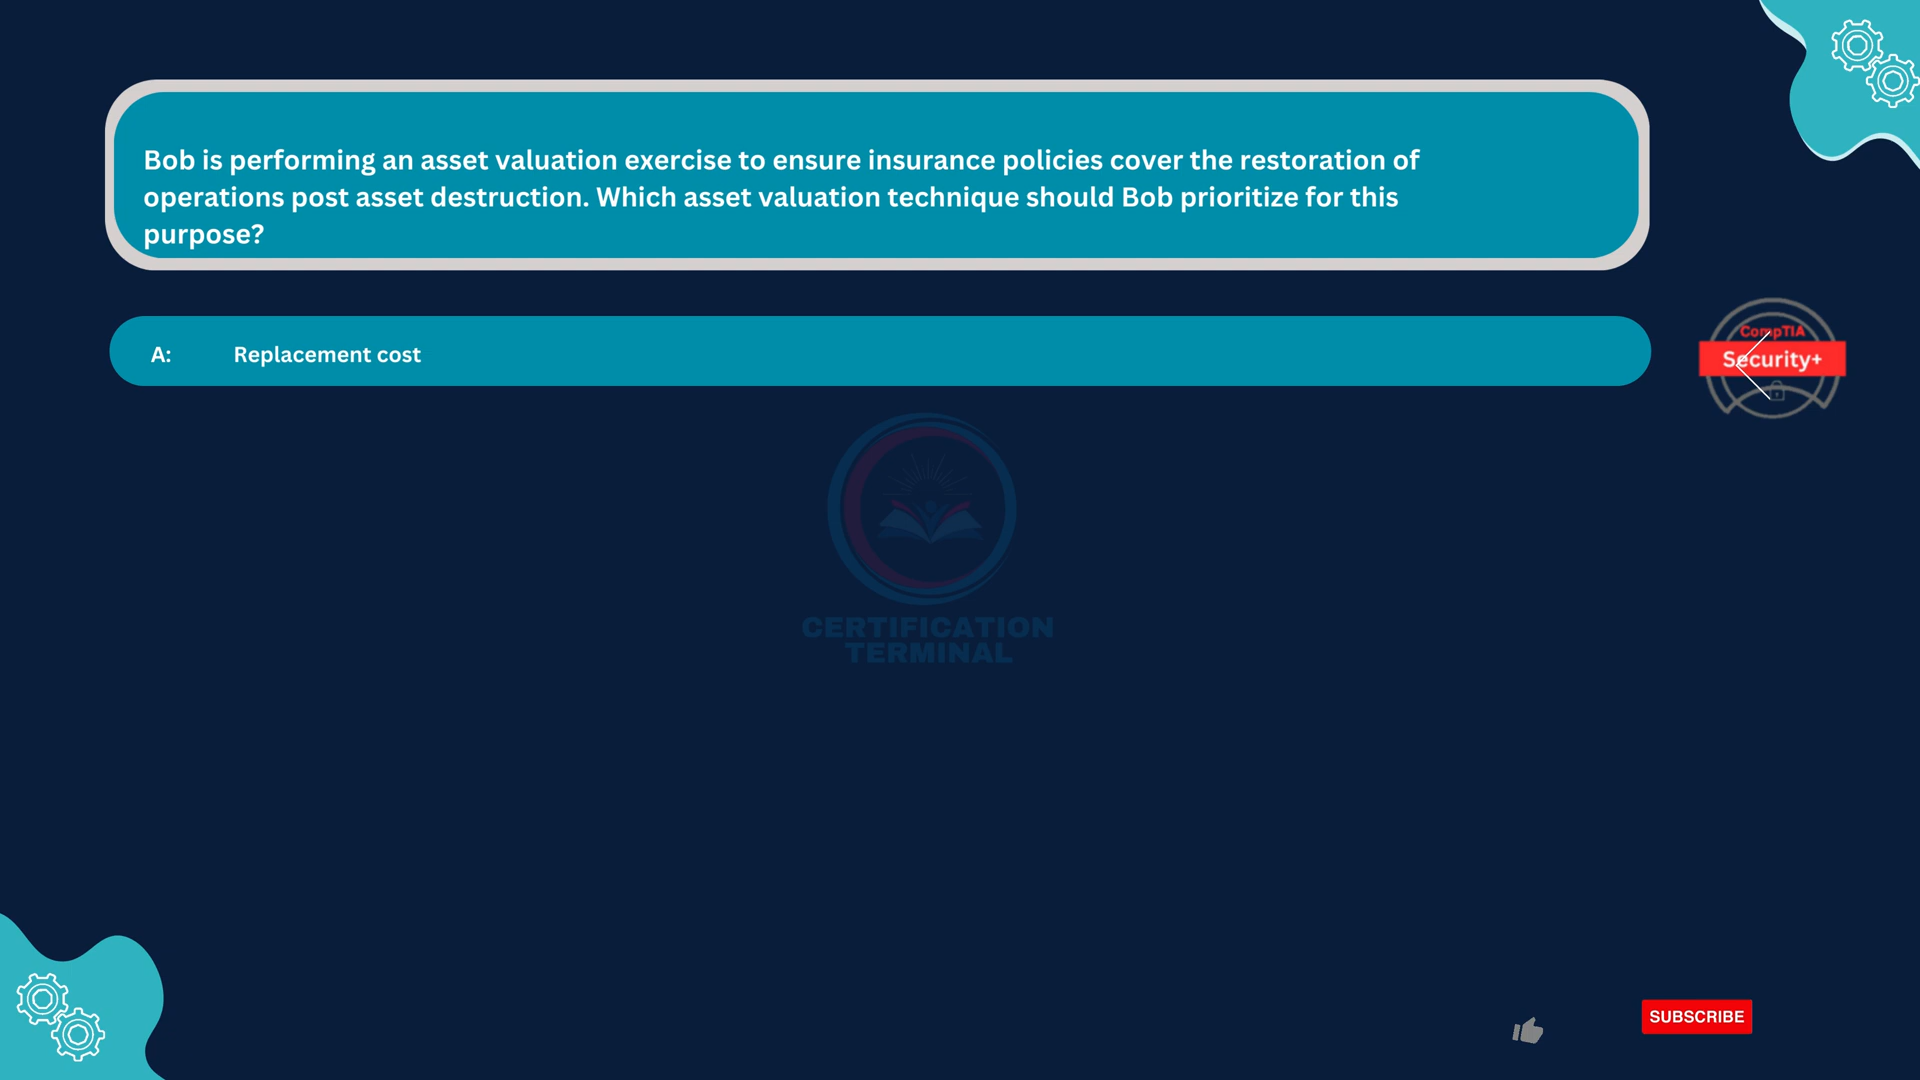 Bob is performing an asset valuation exercise to ensure insurance policies cover the restoration of
operations post asset destruction. Which asset valuation technique should Bob prioritize for this
purpose?
A: Replacement cost
CompTIA
Security+
CERTIFICATION
TERMINAL
SUBSCRIBE